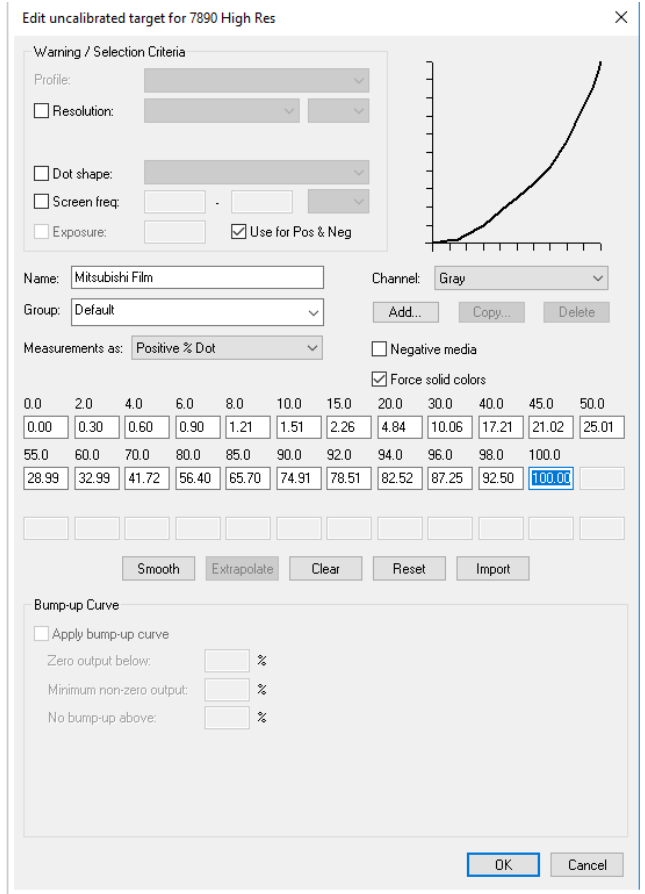 Edit uncalibrated target for 7890 High Res
Warning / Selection Criteria
Profile:
Resolution:
Dot shape:
Screen freq: -
Exposure: Use for Pos & Neg
Name: Mitsubishi Film Channel: Gray
Group: Default Add... Copy... Delete
Measurements as: Positive % Dot Negative media
Force solid colors
0.0 2.0 4.0 6.0 8.0 10.0 15.0 20.0 30.0 40.0 45.0 50.0
0.00 0.30 0.60 0.90 1.21 1.51 2.26 4.84 10.06 17.21 21.02 25.01
55.0 60.0 70.0 80.0 85.0 90.0 92.0 94.0 96.0 98.0 100.0
28.99 32.99 41.72 56.40 65.70 74.91 78.51 82.52 87.25 92.50 100.00
Smooth Extrapolate Clear Reset Import
Bump-up Curve
Apply bump-up curve
Zero output below: %
Minimum non-zero output: %
No bump-up above: %
OK Cancel